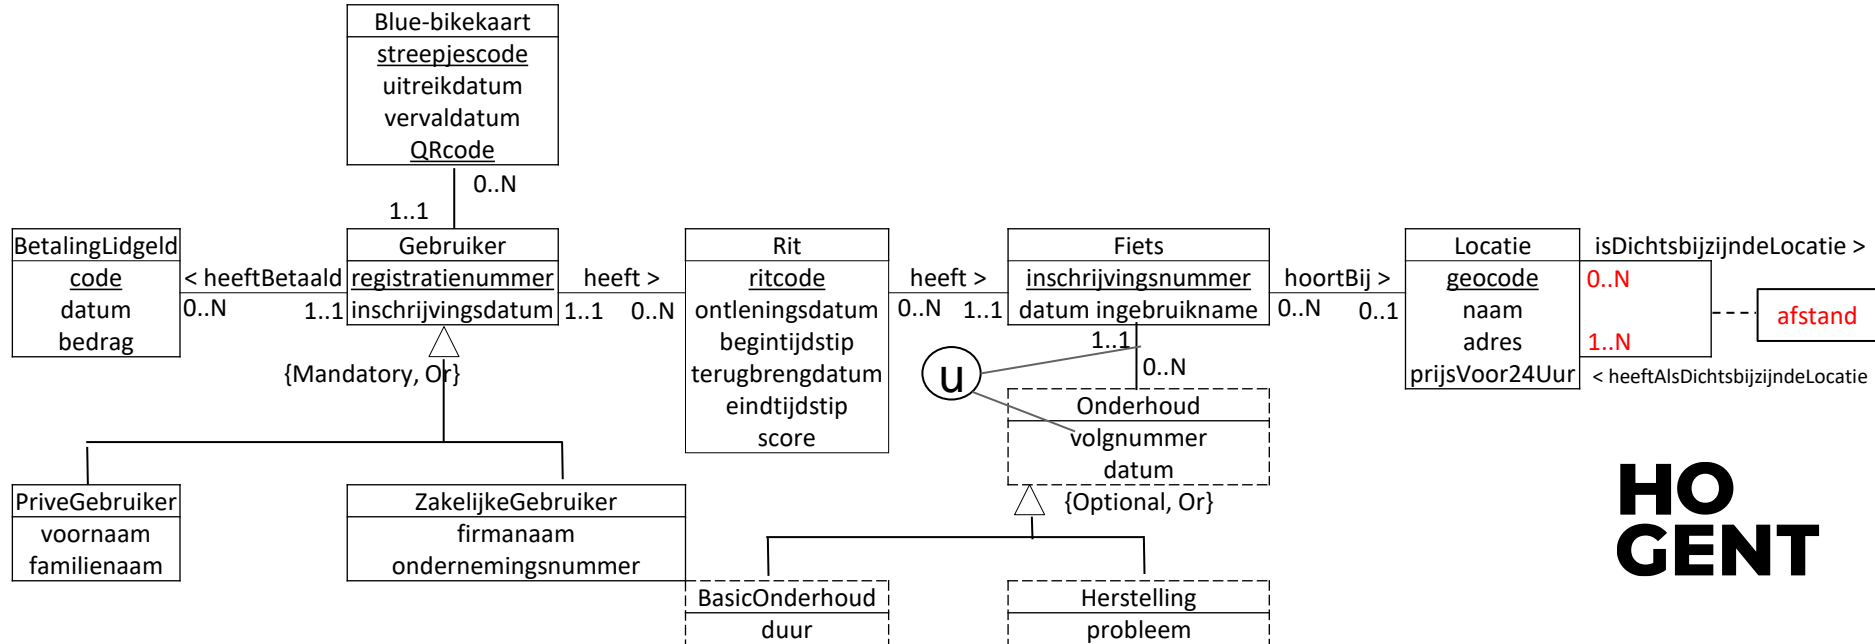 Blue-bikekaart
streepjescode
uitreikdatum
vervaldatum
QRcode
0..N
1..1
BetalingLidgeld
code
datum
bedrag
< heeftBetaald
0..N
1..1
Gebruiker
registratienummer
inschrijvingsdatum
heeft >
1..1
0..N
Rit
ritcode
ontleningsdatum
begintijdstip
terugbrengdatum
eindtijdstip
score
heeft >
0..N
1..1
Fiets
inschrijvingsnummer
datum ingebruikname
hoortBij >
0..N
0..1
Locatie
geocode
naam
adres
prijsVoor24Uur
isDichtsbijzijndeLocatie >
0..N
afstand
1..N
< heeftAlsDichtsbijzijndeLocatie
{Mandatory, Or}
1..1
u
0..N
Onderhoud
volgnummer
datum
{Optional, Or}
PriveGebruiker
voornaam
familienaam
ZakelijkeGebruiker
firmanaam
ondernemingsnummer
BasicOnderhoud
duur
Herstelling
probleem
HO
GENT